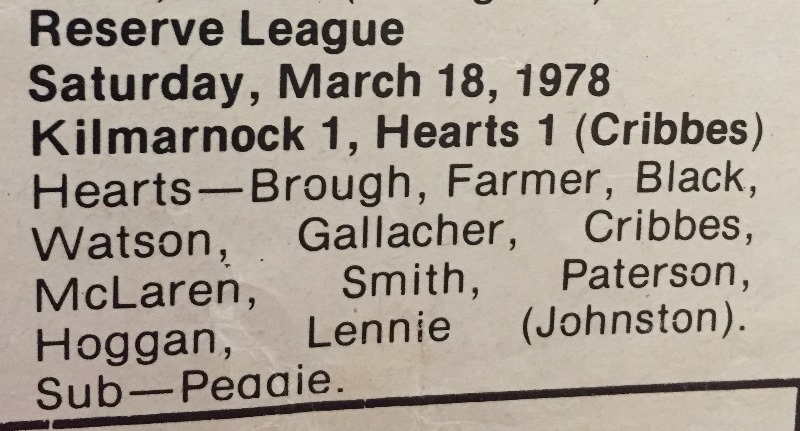 Reserve League
Saturday, March 18, 1978
Kilmarnock 1, Hearts 1 (Cribbes)
Hearts—Brough, Farmer, Black,
Watson, Gallacher, Cribbes,
McLaren, Smith, Paterson,
Hoggan, Lennie (Johnston).
Sub—Peggie.